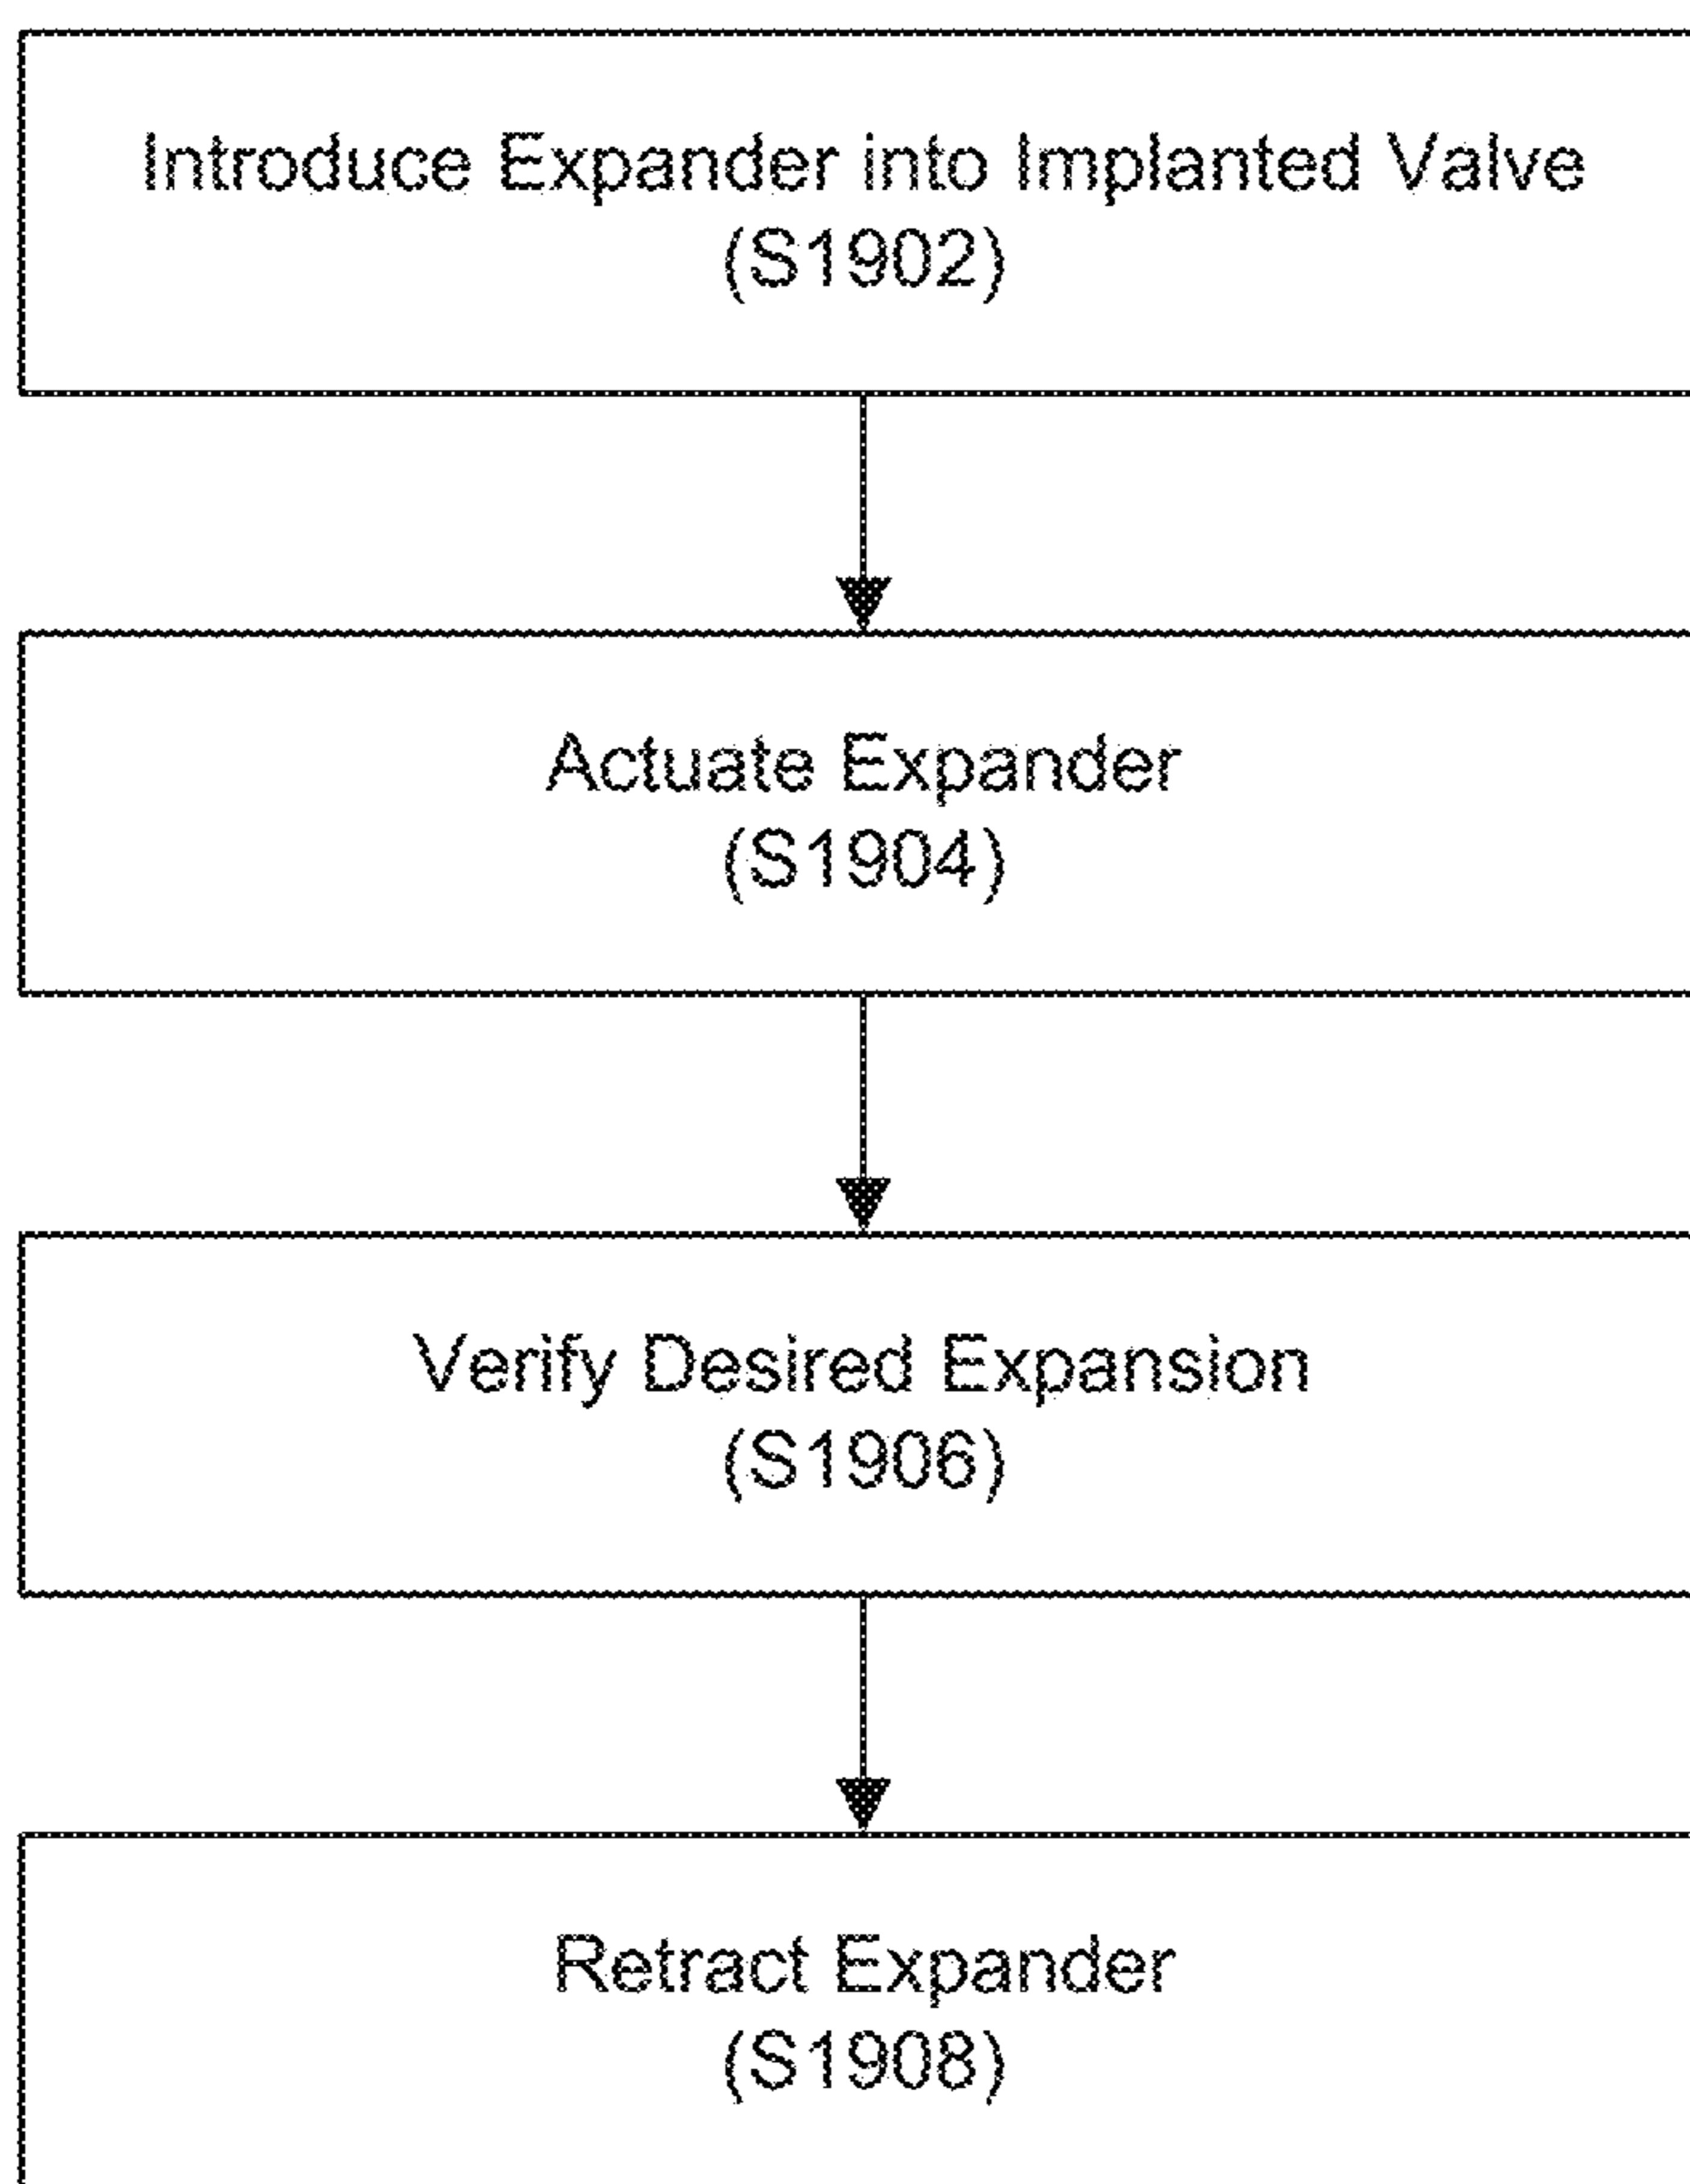 Introduce Expander into Implanted Valve
(S1902)
Actuate Expander
(S1904)
Verify Desired Expansion
(S1906)
Retract Expander
(S1908)